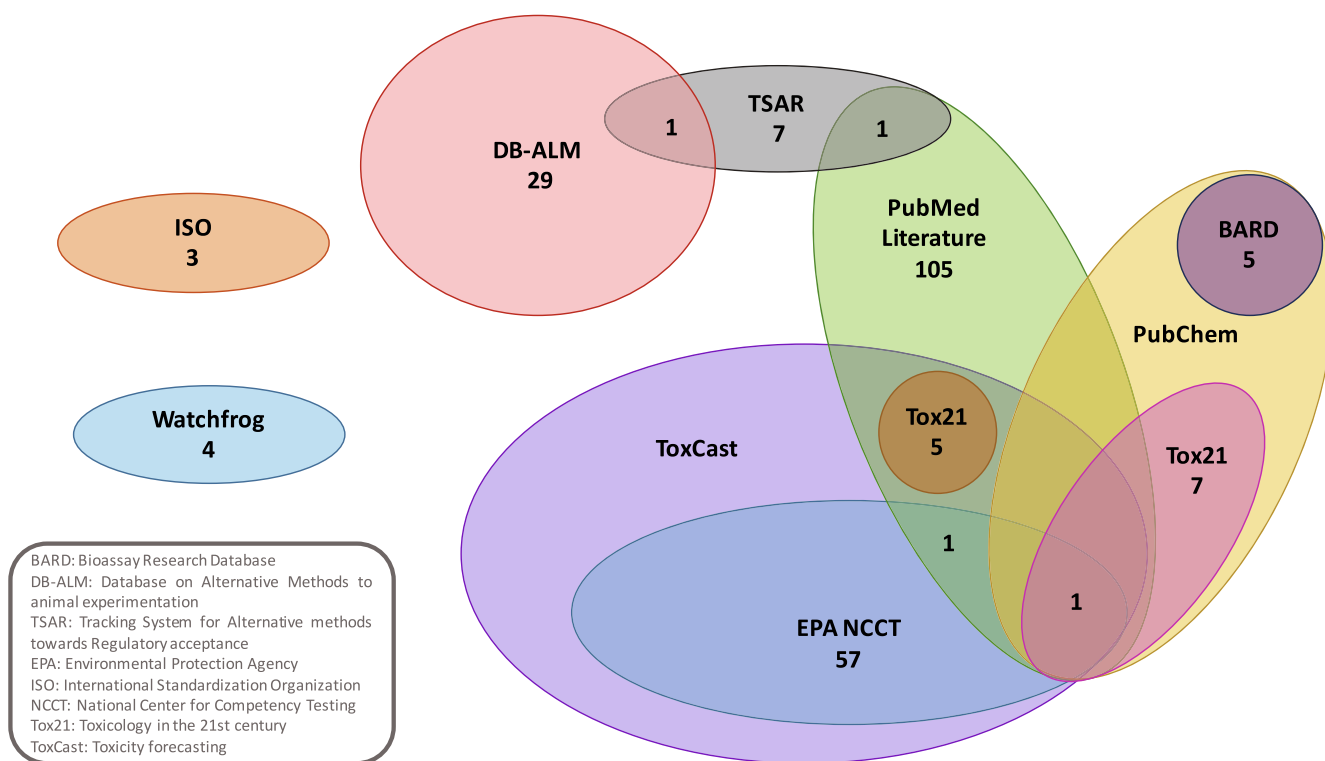 DB-ALM
29
1
TSAR
7
1
ISO
3
PubMed
Literature
105
BARD
5
PubChem
Watchfrog
4
ToxCast
Tox21
5
Tox21
7
1
1
EPA NCCT
57
BARD: Bioassay Research Database
DB-ALM: Database on Alternative Methods to
animal experimentation
TSAR: Tracking System for Alternative methods
towards Regulatory acceptance
EPA: Environmental Protection Agency
ISO: International Standardization Organization
NCCT: National Center for Competency Testing
Tox21: Toxicology in the 21st century
ToxCast: Toxicity forecasting